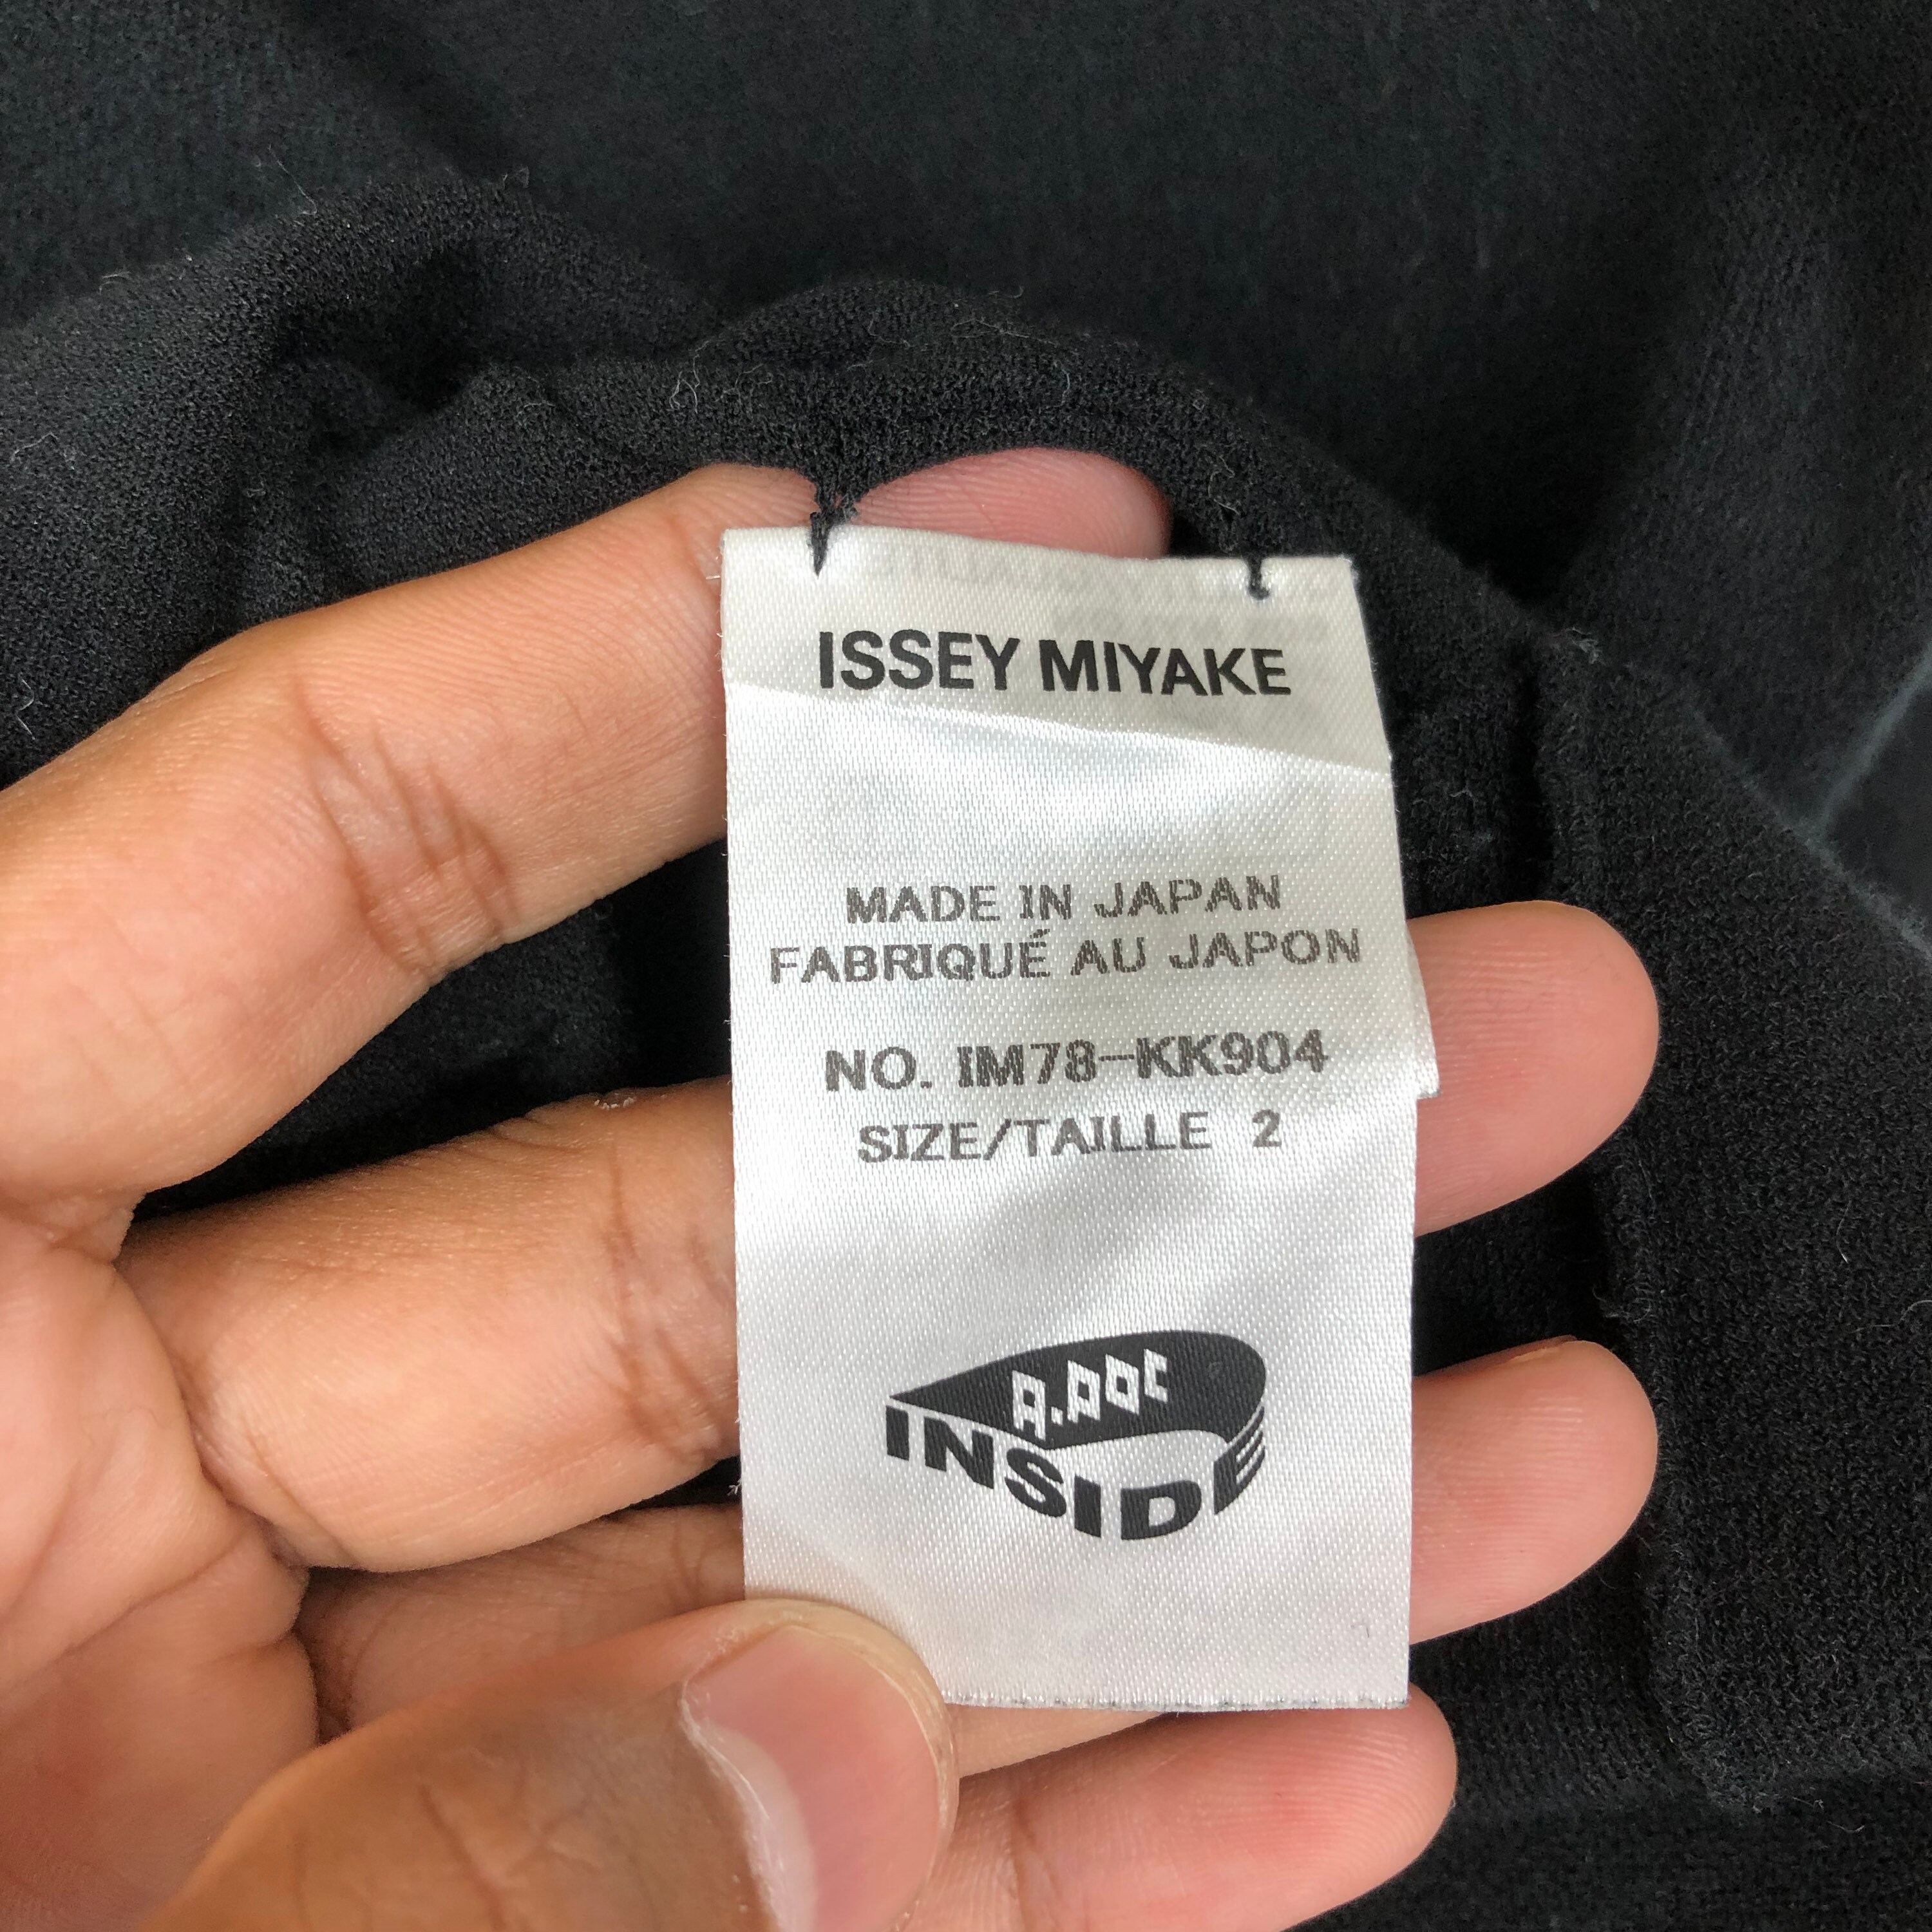 ISSEY MIYAKE
MADE IN JAPAN
FABRIQUÉ AU JAPON
NO. IM78-KK904
SIZE/TAILLE 2
A.POC
INSIDE